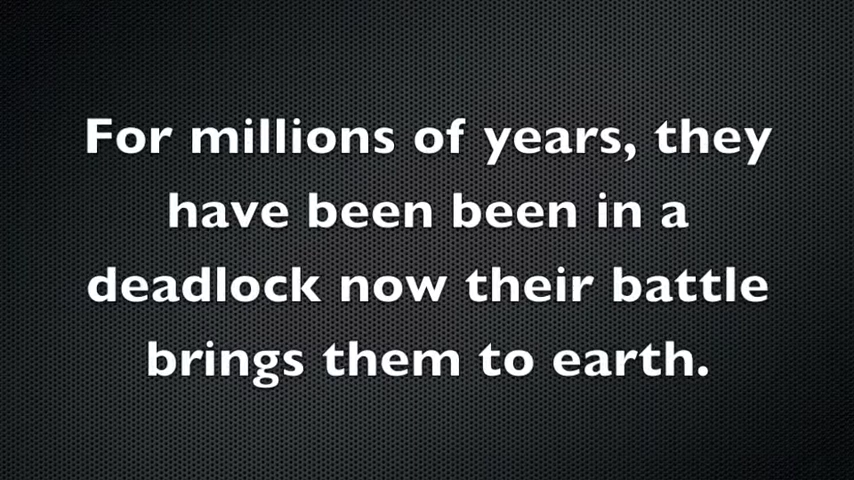 For millions of years, they
have been been in a
deadlock now their battle
brings them to earth.